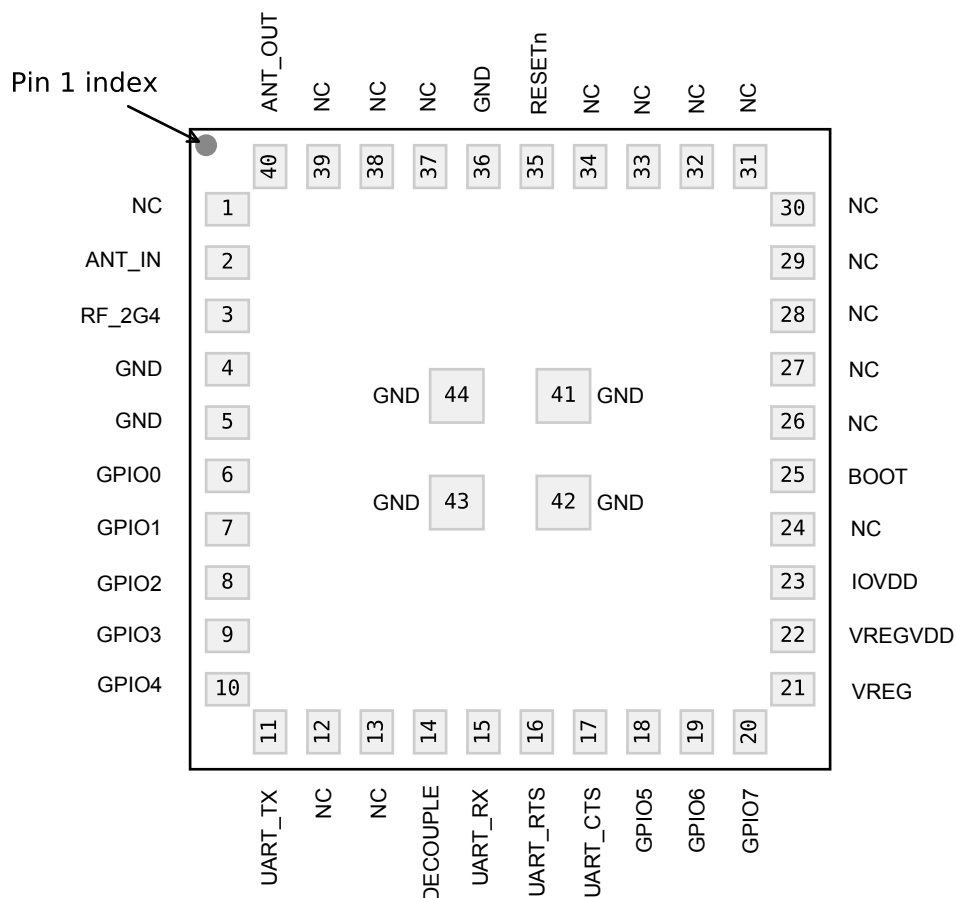 ANT_OUT
NC
NC
NC
GND
RESETn
NC
NC
NC
NC
Pin 1 index
40
39
38
37
36
35
34
33
32
31
NC 1
30 NC
ANT_IN 2
29 NC
RF_2G4 3
28 NC
GND 4
27 NC
GND 44
41 GND
GND 5
26 NC
GPIO0 6
25 BOOT
GND 43
42 GND
GPIO1 7
24 NC
GPIO2 8
23 IOVDD
GPIO3 9
22 VREGVDD
GPIO4 10
21 VREG
11
12
13
14
15
16
17
18
19
20
UART_TX
NC
NC
DECOUPLE
UART_RX
UART_RTS
UART_CTS
GPIO5
GPIO6
GPIO7